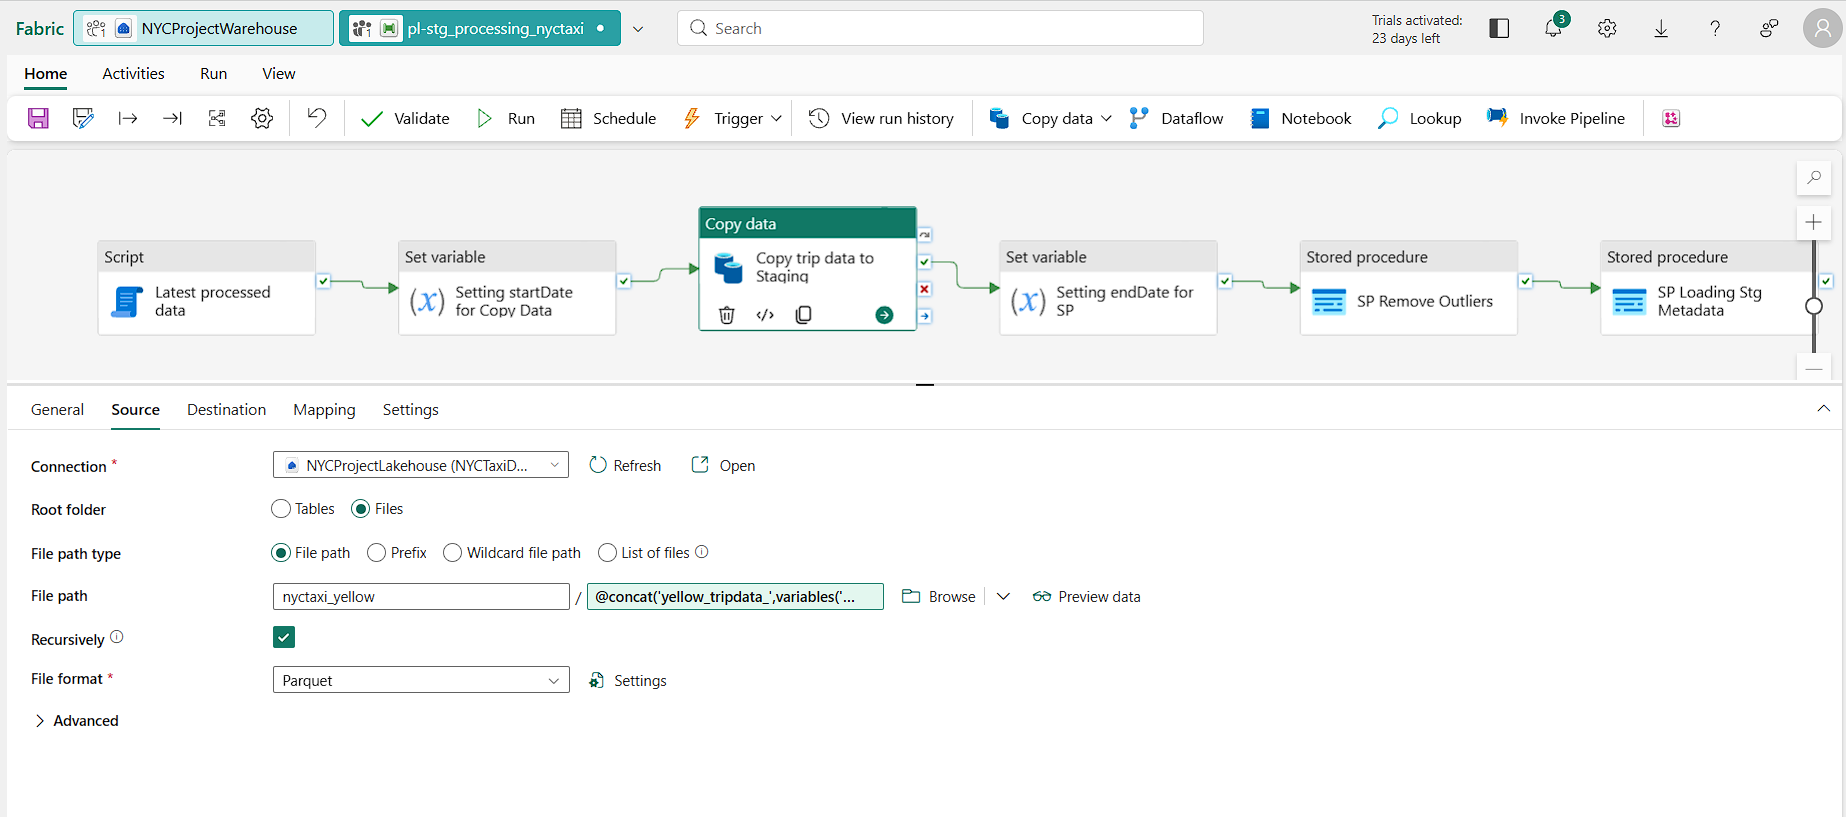 Fabric
NYCProjectWarehouse
pl-stg_processing_nyctaxi
Search
Trials activated:
23 days left
3
Home Activities Run View
Validate Run Schedule Trigger View run history Copy data Dataflow Notebook Lookup Invoke Pipeline
Script
Latest processed
data
Set variable
(x) Setting startDate
for Copy Data
Copy data
Copy trip data to
Staging
Set variable
(x) Setting endDate for
SP
Stored procedure
SP Remove Outliers
Stored procedure
SP Loading Stg
Metadata
General Source Destination Mapping Settings
Connection * NYCProjectLakehouse (NYCTaxiD... Refresh Open
Root folder Tables Files
File path type File path Prefix Wildcard file path List of files
File path nyctaxi_yellow / @concat('yellow_tripdata_',variables('... Browse Preview data
Recursively
File format * Parquet Settings
Advanced